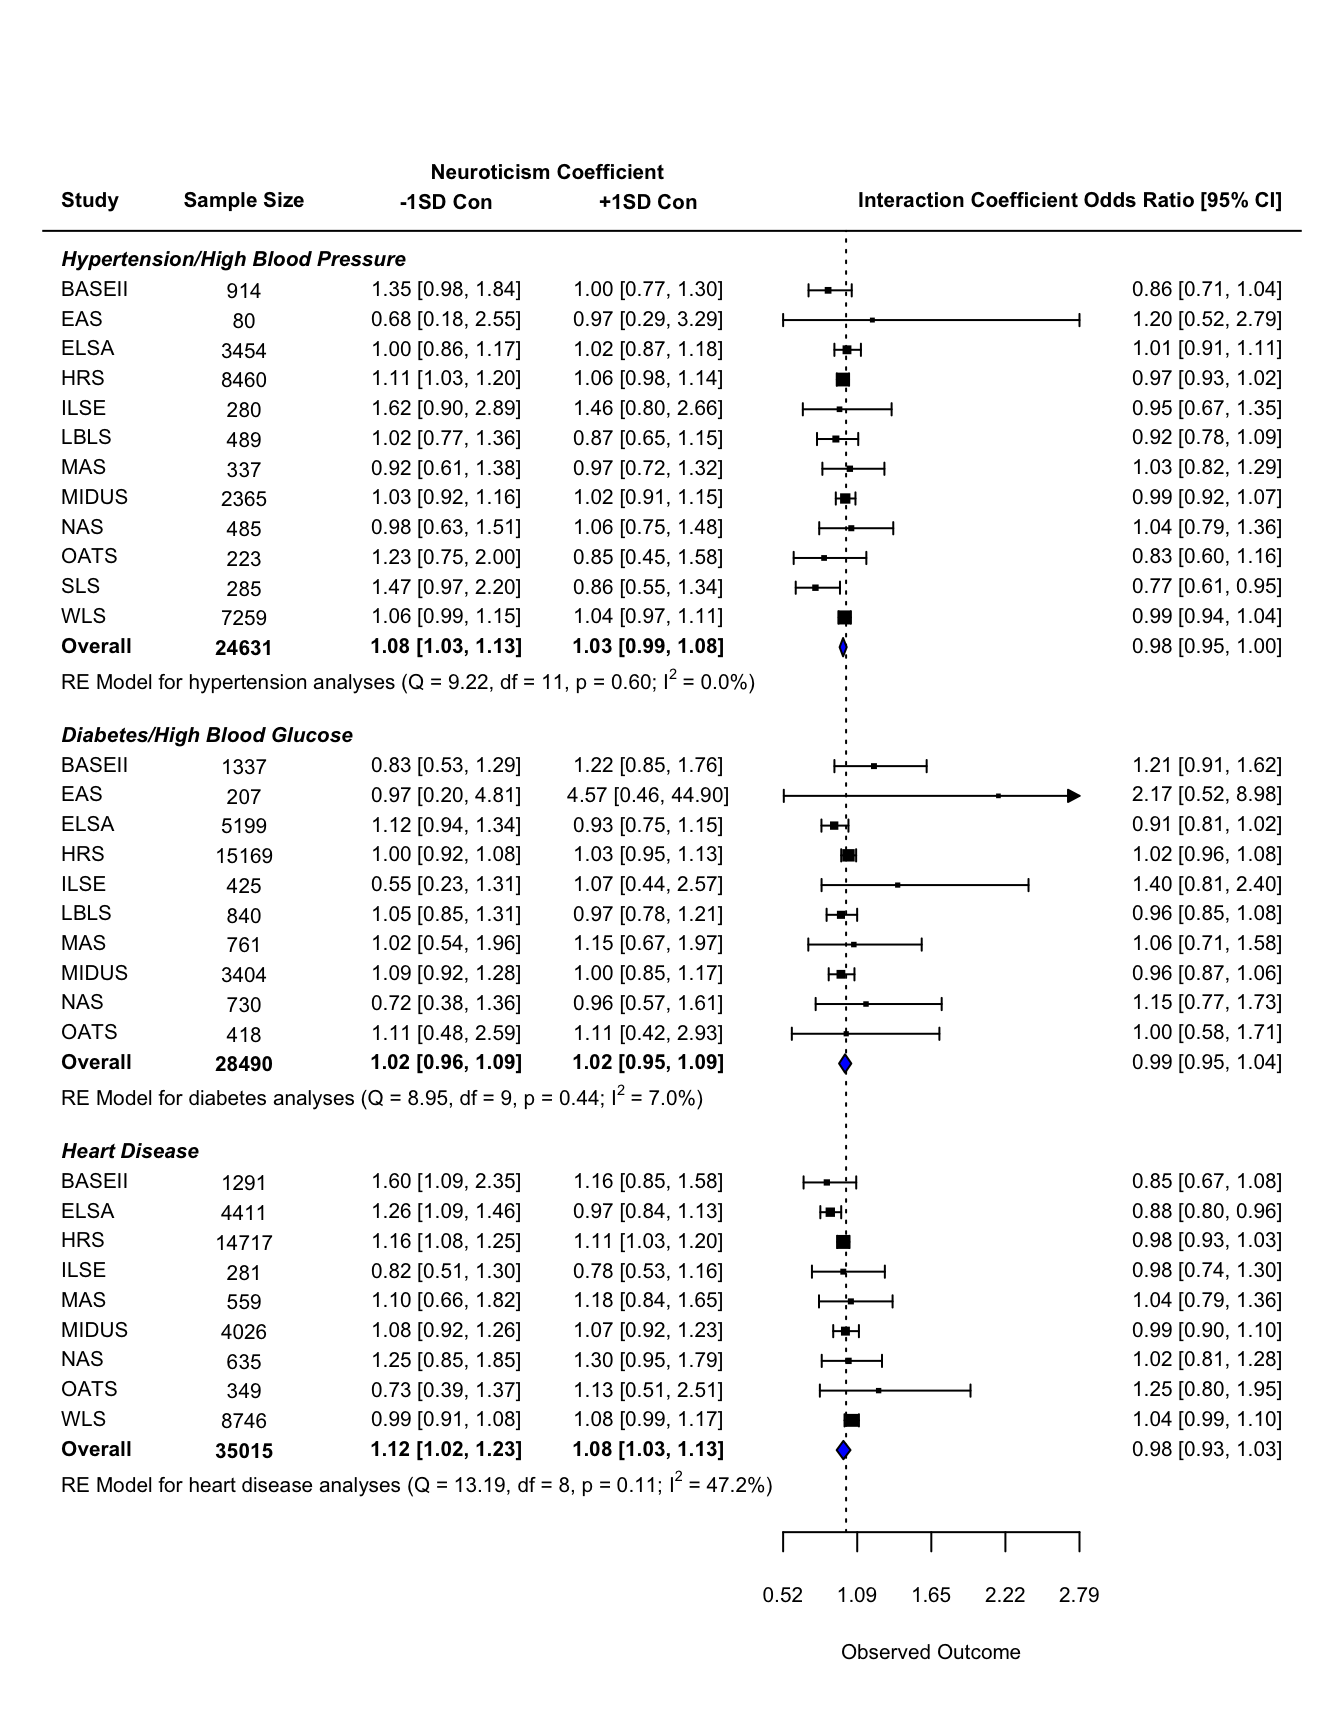 Neuroticism Coefficient
Study Sample Size -1SD Con +1SD Con Interaction Coefficient Odds Ratio [95% CI]
Hypertension/High Blood Pressure
BASEII 914 1.35 [0.98, 1.84] 1.00 [0.77, 1.30] 0.86 [0.71, 1.04]
EAS 80 0.68 [0.18, 2.55] 0.97 [0.29, 3.29] 1.20 [0.52, 2.79]
ELSA 3454 1.00 [0.86, 1.17] 1.02 [0.87, 1.18] 1.01 [0.91, 1.11]
HRS 8460 1.11 [1.03, 1.20] 1.06 [0.98, 1.14] 0.97 [0.93, 1.02]
ILSE 280 1.62 [0.90, 2.89] 1.46 [0.80, 2.66] 0.95 [0.67, 1.35]
LBLS 489 1.02 [0.77, 1.36] 0.87 [0.65, 1.15] 0.92 [0.78, 1.09]
MAS 337 0.92 [0.61, 1.38] 0.97 [0.72, 1.32] 1.03 [0.82, 1.29]
MIDUS 2365 1.03 [0.92, 1.16] 1.02 [0.91, 1.15] 0.99 [0.92, 1.07]
NAS 485 0.98 [0.63, 1.51] 1.06 [0.75, 1.48] 1.04 [0.79, 1.36]
OATS 223 1.23 [0.75, 2.00] 0.85 [0.45, 1.58] 0.83 [0.60, 1.16]
SLS 285 1.47 [0.97, 2.20] 0.86 [0.55, 1.34] 0.77 [0.61, 0.95]
WLS 7259 1.06 [0.99, 1.15] 1.04 [0.97, 1.11] 0.99 [0.94, 1.04]
Overall 24631 1.08 [1.03, 1.13] 1.03 [0.99, 1.08] 0.98 [0.95, 1.00]
RE Model for hypertension analyses (Q = 9.22, df = 11, p = 0.60; I² = 0.0%)
Diabetes/High Blood Glucose
BASEII 1337 0.83 [0.53, 1.29] 1.22 [0.85, 1.76] 1.21 [0.91, 1.62]
EAS 207 0.97 [0.20, 4.81] 4.57 [0.46, 44.90] 2.17 [0.52, 8.98]
ELSA 5199 1.12 [0.94, 1.34] 0.93 [0.75, 1.15] 0.91 [0.81, 1.02]
HRS 15169 1.00 [0.92, 1.08] 1.03 [0.95, 1.13] 1.02 [0.96, 1.08]
ILSE 425 0.55 [0.23, 1.31] 1.07 [0.44, 2.57] 1.40 [0.81, 2.40]
LBLS 840 1.05 [0.85, 1.31] 0.97 [0.78, 1.21] 0.96 [0.85, 1.08]
MAS 761 1.02 [0.54, 1.96] 1.15 [0.67, 1.97] 1.06 [0.71, 1.58]
MIDUS 3404 1.09 [0.92, 1.28] 1.00 [0.85, 1.17] 0.96 [0.87, 1.06]
NAS 730 0.72 [0.38, 1.36] 0.96 [0.57, 1.61] 1.15 [0.77, 1.73]
OATS 418 1.11 [0.48, 2.59] 1.11 [0.42, 2.93] 1.00 [0.58, 1.71]
Overall 28490 1.02 [0.96, 1.09] 1.02 [0.95, 1.09] 0.99 [0.95, 1.04]
RE Model for diabetes analyses (Q = 8.95, df = 9, p = 0.44; I² = 7.0%)
Heart Disease
BASEII 1291 1.60 [1.09, 2.35] 1.16 [0.85, 1.58] 0.85 [0.67, 1.08]
ELSA 4411 1.26 [1.09, 1.46] 0.97 [0.84, 1.13] 0.88 [0.80, 0.96]
HRS 14717 1.16 [1.08, 1.25] 1.11 [1.03, 1.20] 0.98 [0.93, 1.03]
ILSE 281 0.82 [0.51, 1.30] 0.78 [0.53, 1.16] 0.98 [0.74, 1.30]
MAS 559 1.10 [0.66, 1.82] 1.18 [0.84, 1.65] 1.04 [0.79, 1.36]
MIDUS 4026 1.08 [0.92, 1.26] 1.07 [0.92, 1.23] 0.99 [0.90, 1.10]
NAS 635 1.25 [0.85, 1.85] 1.30 [0.95, 1.79] 1.02 [0.81, 1.28]
OATS 349 0.73 [0.39, 1.37] 1.13 [0.51, 2.51] 1.25 [0.80, 1.95]
WLS 8746 0.99 [0.91, 1.08] 1.08 [0.99, 1.17] 1.04 [0.99, 1.10]
Overall 35015 1.12 [1.02, 1.23] 1.08 [1.03, 1.13] 0.98 [0.93, 1.03]
RE Model for heart disease analyses (Q = 13.19, df = 8, p = 0.11; I² = 47.2%)
0.52 1.09 1.65 2.22 2.79
Observed Outcome